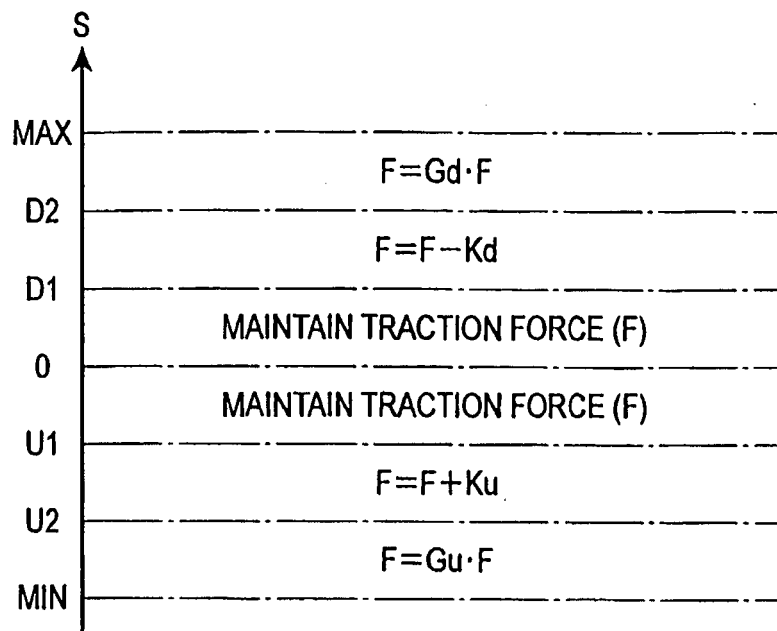 S
MAX
F=Gd·F
D2
F=F−Kd
D1
MAINTAIN TRACTION FORCE (F)
0
MAINTAIN TRACTION FORCE (F)
U1
F=F+Ku
U2
F=Gu·F
MIN